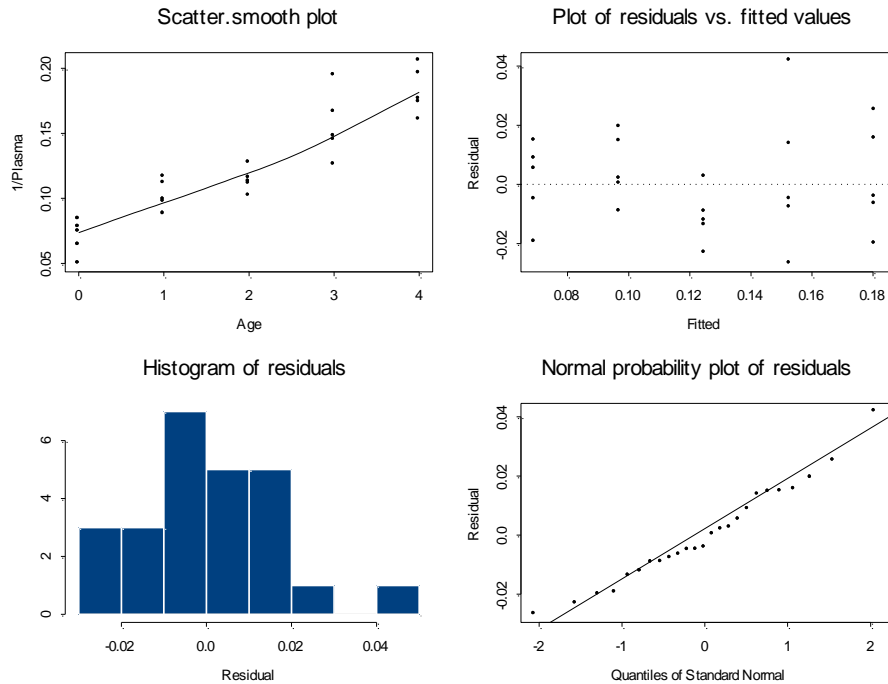 Scatter.smooth plot
1/Plasma
0.05 0.10 0.15 0.20
0 1 2 3 4
Age
Plot of residuals vs. fitted values
Residual
-0.02 0.0 0.02 0.04
0.08 0.10 0.12 0.14 0.16 0.18
Fitted
Histogram of residuals
0 2 4 6
-0.02 0.0 0.02 0.04
Residual
Normal probability plot of residuals
Residual
-0.02 0.0 0.02 0.04
-2 -1 0 1 2
Quantiles of Standard Normal